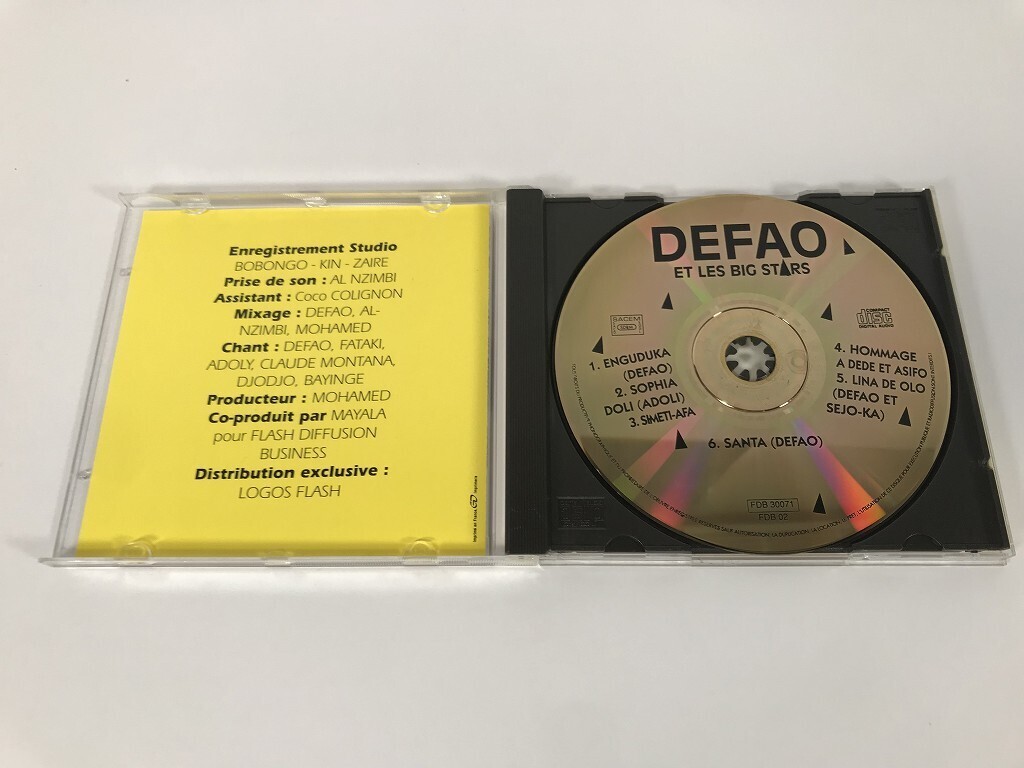 Enregistrement Studio
BOBONGO - KIN - ZAIRE
Prise de son : AL NZIMBI
Assistant : Coco COLIGNON
Mixage : DEFAO, AL-
NZIMBI, MOHAMED
Chant : DEFAO, FATAKI,
ADOLY, CLAUDE MONTANA,
DJODJO, BAYINGE
Producteur : MOHAMED
Co-produit par MAYALA
pour FLASH DIFFUSION
BUSINESS
Distribution exclusive :
LOGOS FLASH
DEFAO
ET LES BIG STARS
SACEM
COMPACT
disc
DIGITAL AUDIO
1. ENGUDUKA
(DEFAO)
2. SOPHIA
DOLI (ADOLI)
3. SIMETI-AFA
4. HOMMAGE
A DEDE ET ASIFO
5. LINA DE OLO
(DEFAO ET
SEJO-KA)
6. SANTA (DEFAO)
FDB 30071
FDB 02